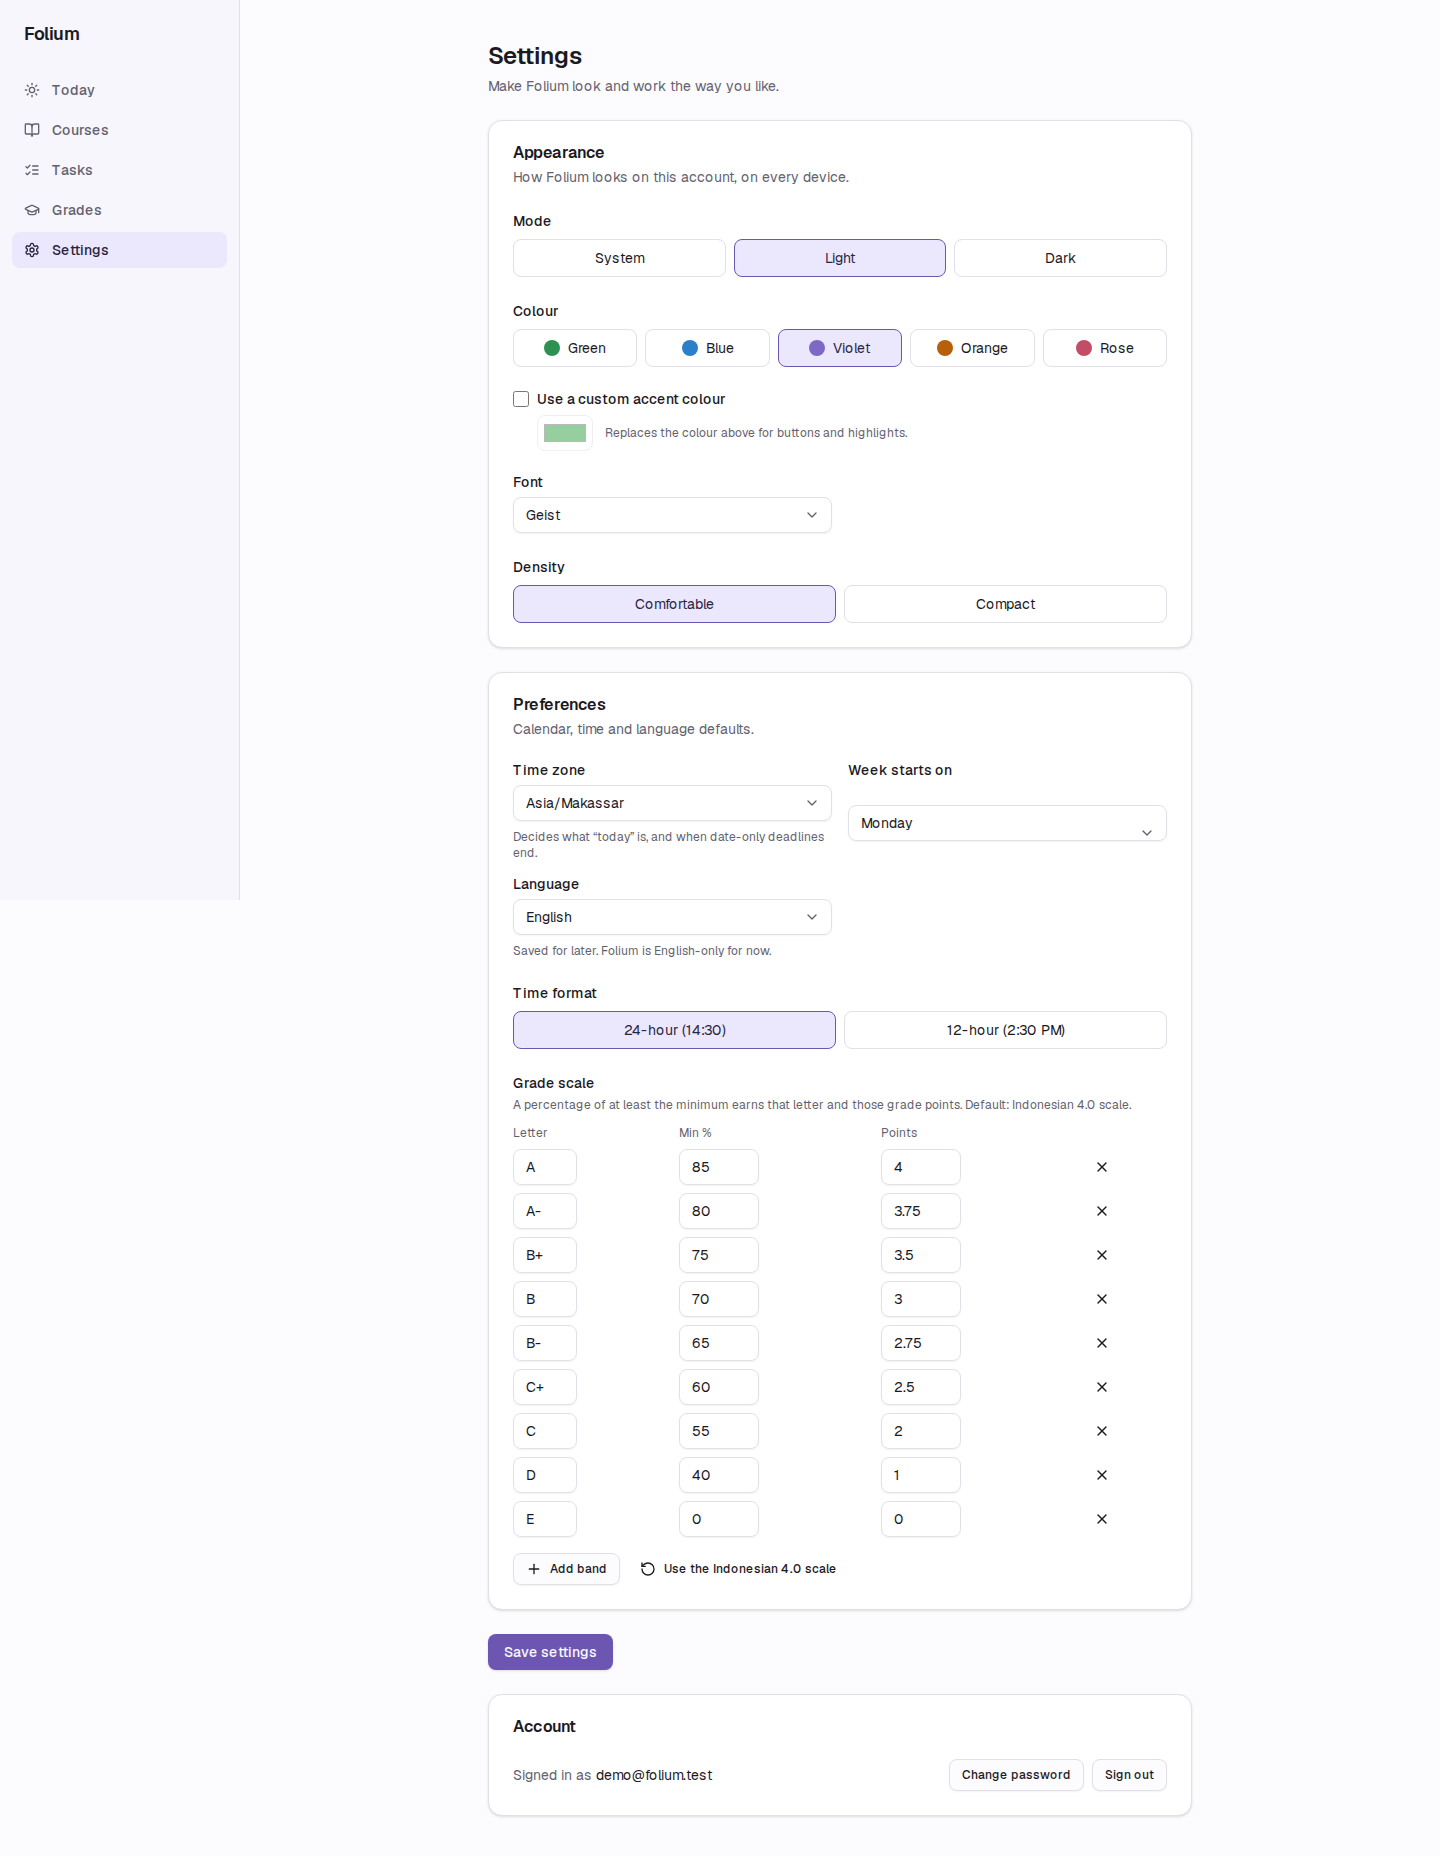 Folium
Today
Courses
Tasks
Grades
Settings
Settings
Make Folium look and work the way you like.
Appearance
How Folium looks on this account, on every device.
Mode
System
Light
Dark
Colour
Green
Blue
Violet
Orange
Rose
Use a custom accent colour
Replaces the colour above for buttons and highlights.
Font
Geist
Density
Comfortable
Compact
Preferences
Calendar, time and language defaults.
Time zone
Week starts on
Asia/Makassar
Monday
Decides what “today” is, and when date-only deadlines
end.
Language
English
Saved for later. Folium is English-only for now.
Time format
24-hour (14:30)
12-hour (2:30 PM)
Grade scale
A percentage of at least the minimum earns that letter and those grade points. Default: Indonesian 4.0 scale.
Letter Min % Points
A 85 4
A- 80 3.75
B+ 75 3.5
B 70 3
B- 65 2.75
C+ 60 2.5
C 55 2
D 40 1
E 0 0
Add band
Use the Indonesian 4.0 scale
Save settings
Account
Signed in as demo@folium.test
Change password
Sign out